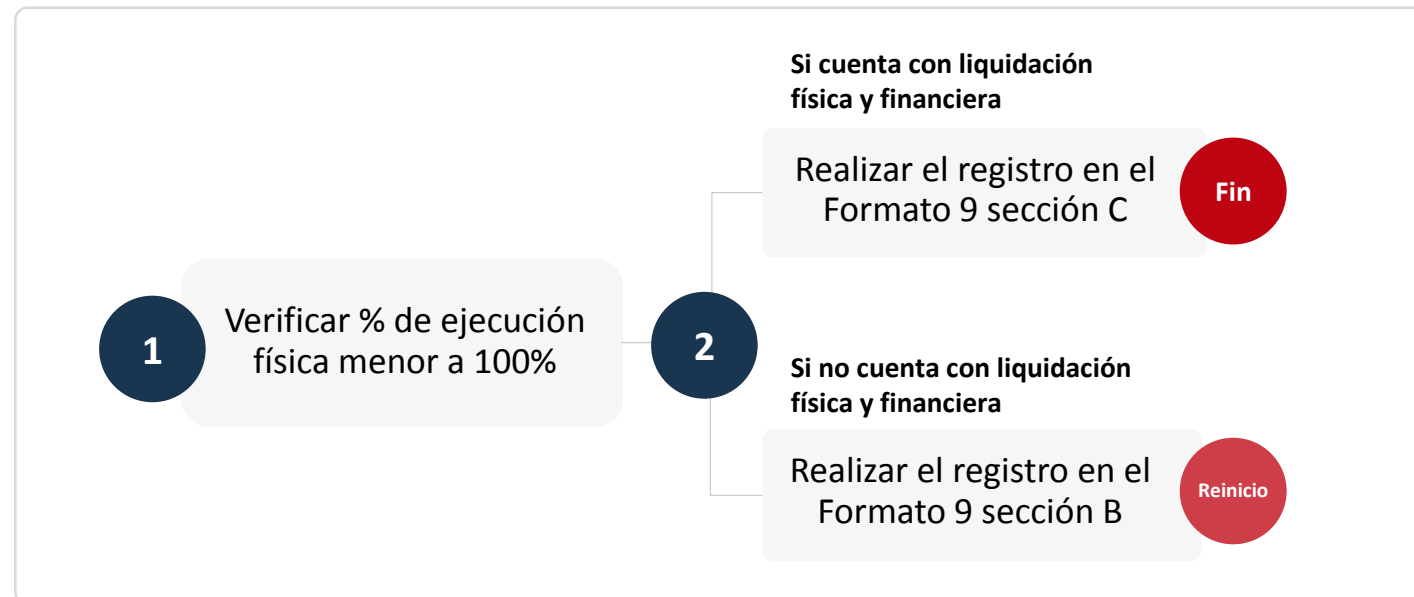 1
Verificar % de ejecución
física menor a 100%
2
Si cuenta con liquidación
física y financiera
Realizar el registro en el
Formato 9 sección C
Fin
Si no cuenta con liquidación
física y financiera
Realizar el registro en el
Formato 9 sección B
Reinicio